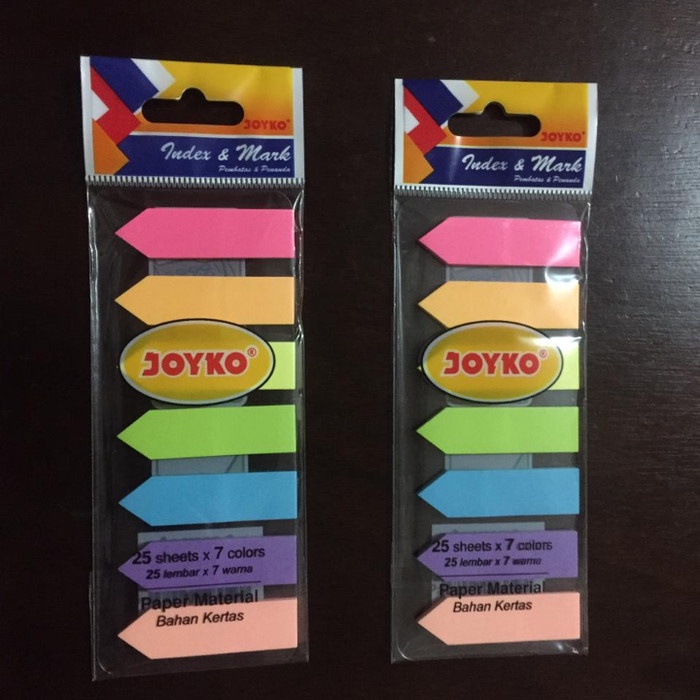 JOYKO®
Index & Mark
Pembatas & Penanda
JOYKO®
25 sheets x 7 colors
25 lembar x 7 warna
Paper Material
Bahan Kertas
JOYKO®
Index & Mark
Pembatas & Penanda
JOYKO®
25 sheets x 7 colors
25 lembar x 7 warna
Paper Material
Bahan Kertas